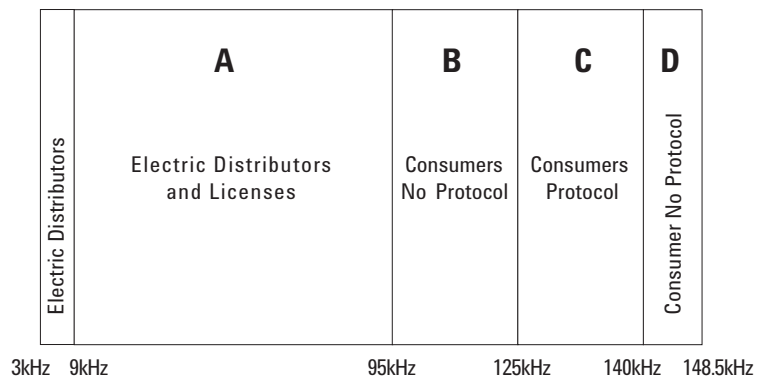 A
B
C
D
Electric Distributors
Electric Distributors
and Licenses
Consumers
No Protocol
Consumers
Protocol
Consumer No Protocol
3kHz
9kHz
95kHz
125kHz
140kHz
148.5kHz